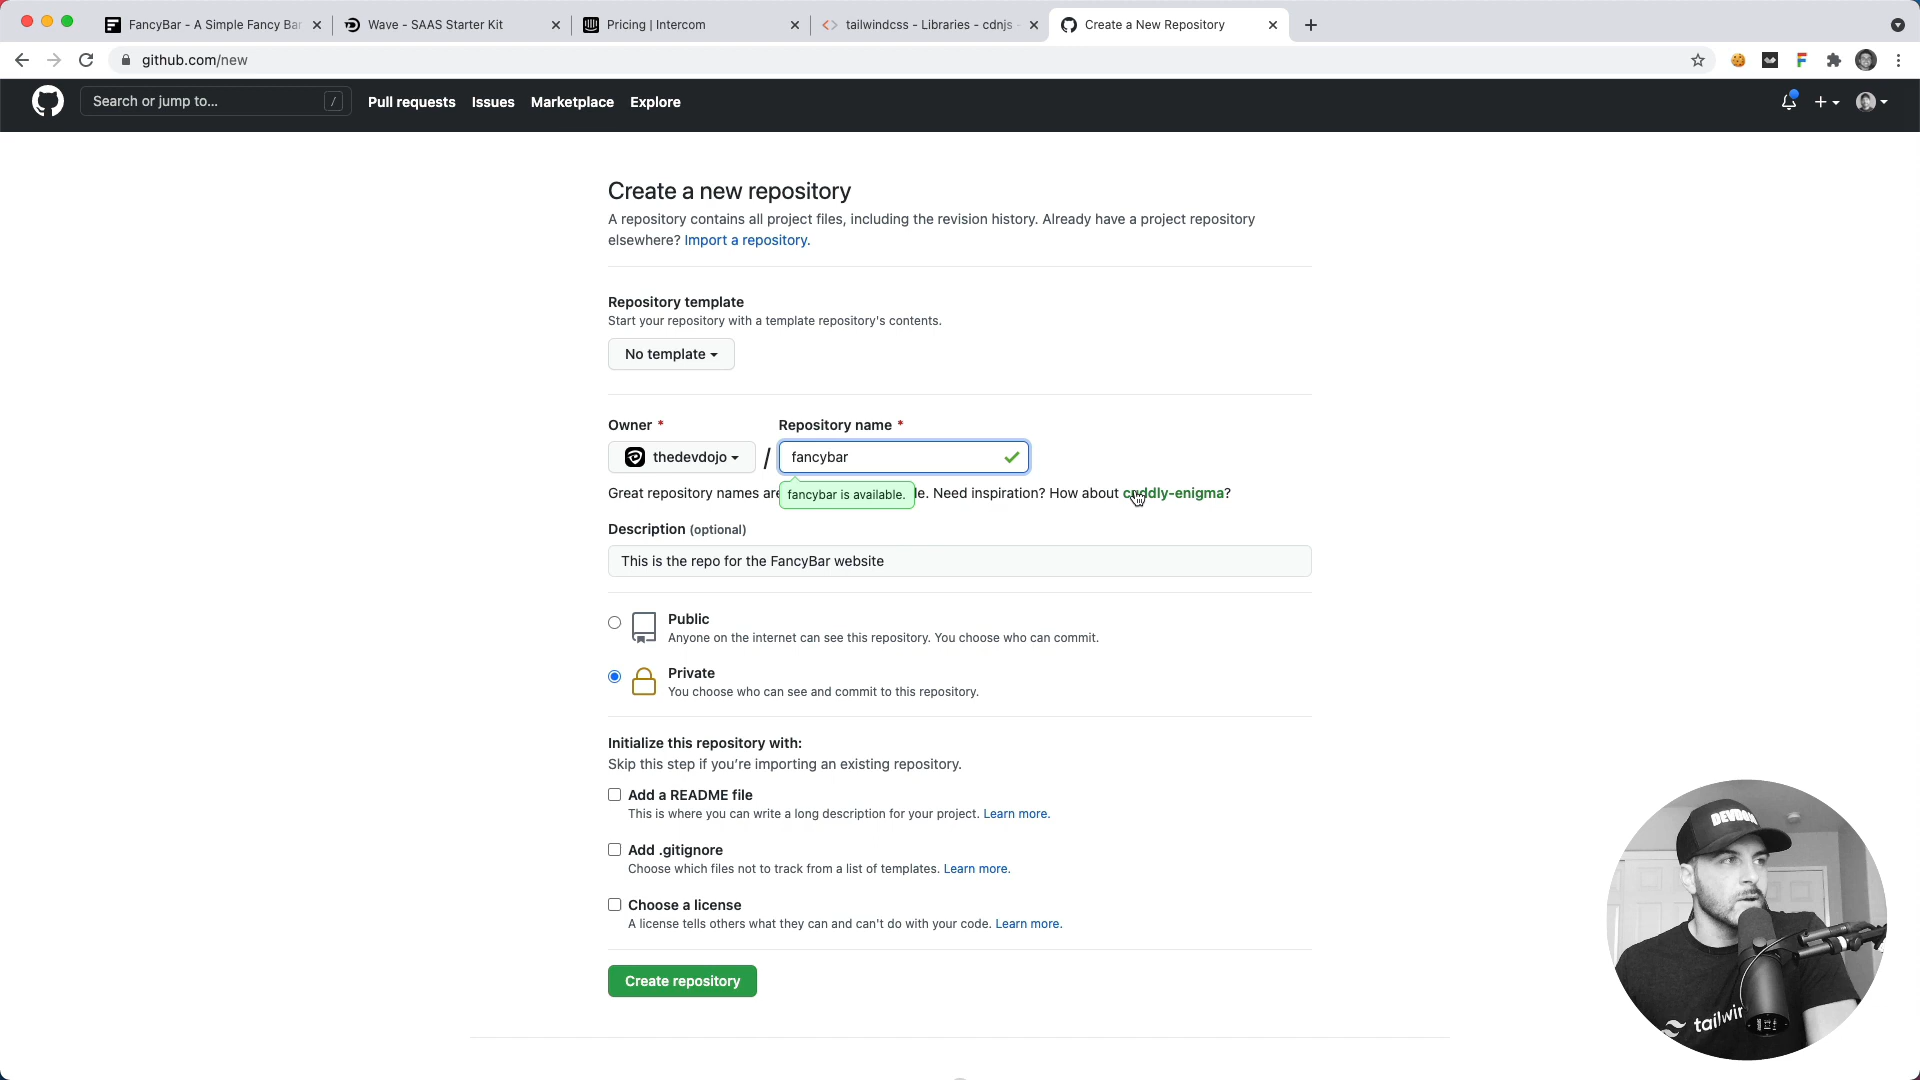 FancyBar - A Simple Fancy Bar
Wave - SAAS Starter Kit
Pricing | Intercom
tailwindcss - Libraries - cdnjs -
Create a New Repository
github.com/new
Search or jump to...
/
Pull requests
Issues
Marketplace
Explore
Create a new repository
A repository contains all project files, including the revision history. Already have a project repository
elsewhere? Import a repository.
Repository template
Start your repository with a template repository's contents.
No template
Owner *
Repository name *
thedevdojo
/
fancybar
Great repository names are
fancybar is available.
le. Need inspiration? How about cuddly-enigma?
Description (optional)
This is the repo for the FancyBar website
Public
Anyone on the internet can see this repository. You choose who can commit.
Private
You choose who can see and commit to this repository.
Initialize this repository with:
Skip this step if you're importing an existing repository.
Add a README file
This is where you can write a long description for your project. Learn more.
Add .gitignore
Choose which files not to track from a list of templates. Learn more.
Choose a license
A license tells others what they can and can't do with your code. Learn more.
Create repository
tailwin